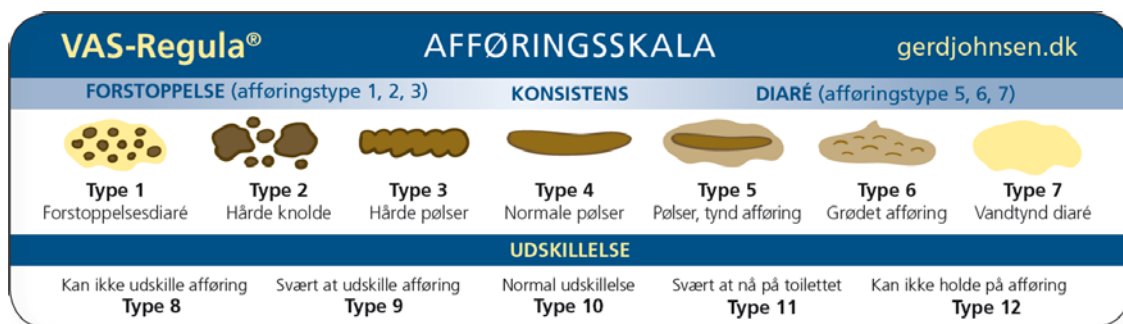 VAS-Regula® AFFØRINGSSKALA gerdjohnsen.dk
FORSTOPPELSE (afføringstype 1, 2, 3) KONSISTENS DIARÉ (afføringstype 5, 6, 7)
Type 1 Type 2 Type 3 Type 4 Type 5 Type 6 Type 7
Forstoppelsesdiaré Hårde knolde Hårde pølser Normale pølser Pølser, tynd afføring Grødet afføring Vandtynd diaré
UDSKILLELSE
Kan ikke udskille afføring Svært at udskille afføring Normal udskillelse Svært at nå på toilettet Kan ikke holde på afføring
Type 8 Type 9 Type 10 Type 11 Type 12